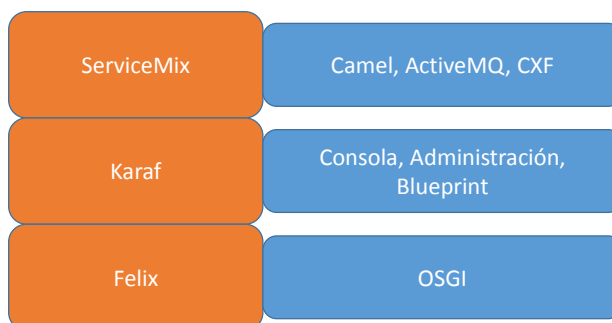 ServiceMix
Camel, ActiveMQ, CXF
Karaf
Consola, Administración,
Blueprint
Felix
OSGI